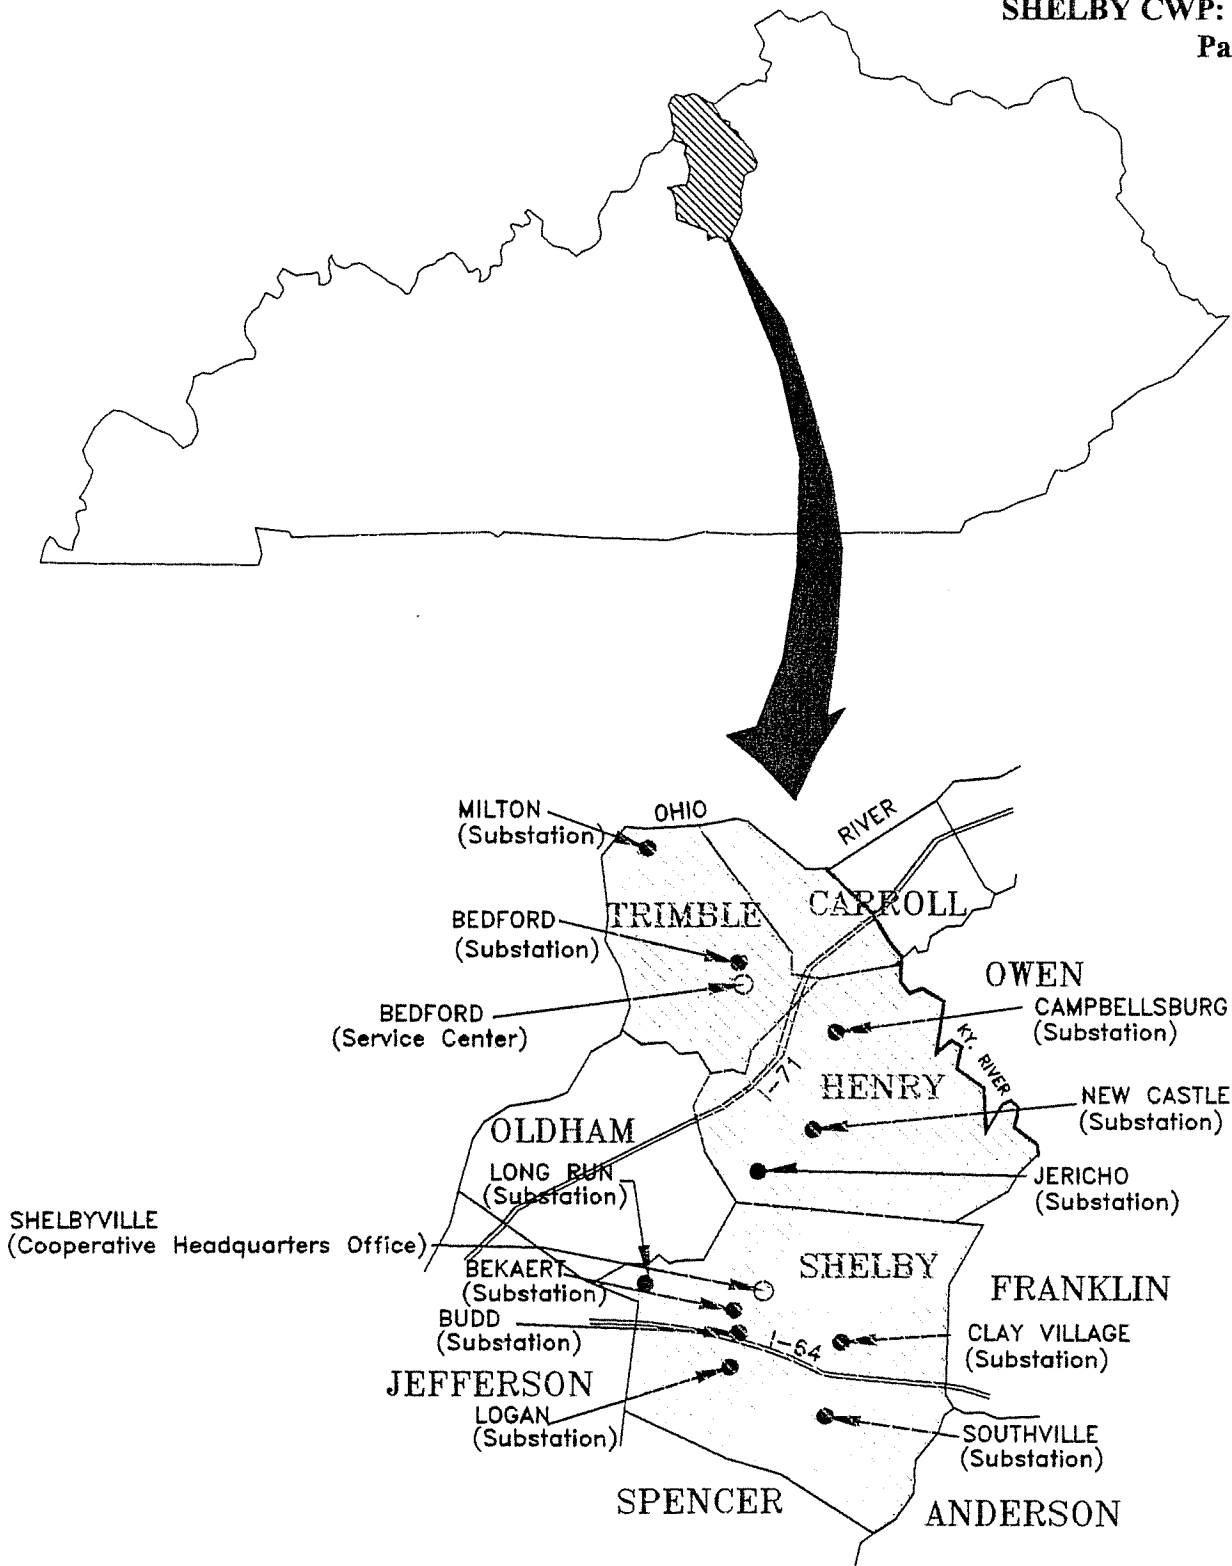 SHELBY CWP:
Pa
MILTON
(Substation)
OHIO
RIVER
TRIMBLE
CARROLL
BEDFORD
(Substation)
OWEN
BEDFORD
(Service Center)
CAMPBELLSBURG
(Substation)
KY. RIVER
I-71
HENRY
NEW CASTLE
(Substation)
OLDHAM
LONG RUN
(Substation)
JERICHO
(Substation)
SHELBYVILLE
(Cooperative Headquarters Office)
SHELBY
BEKAERT
(Substation)
FRANKLIN
BUDD
(Substation)
I-64
CLAY VILLAGE
(Substation)
JEFFERSON
LOGAN
(Substation)
SOUTHVILLE
(Substation)
SPENCER
ANDERSON